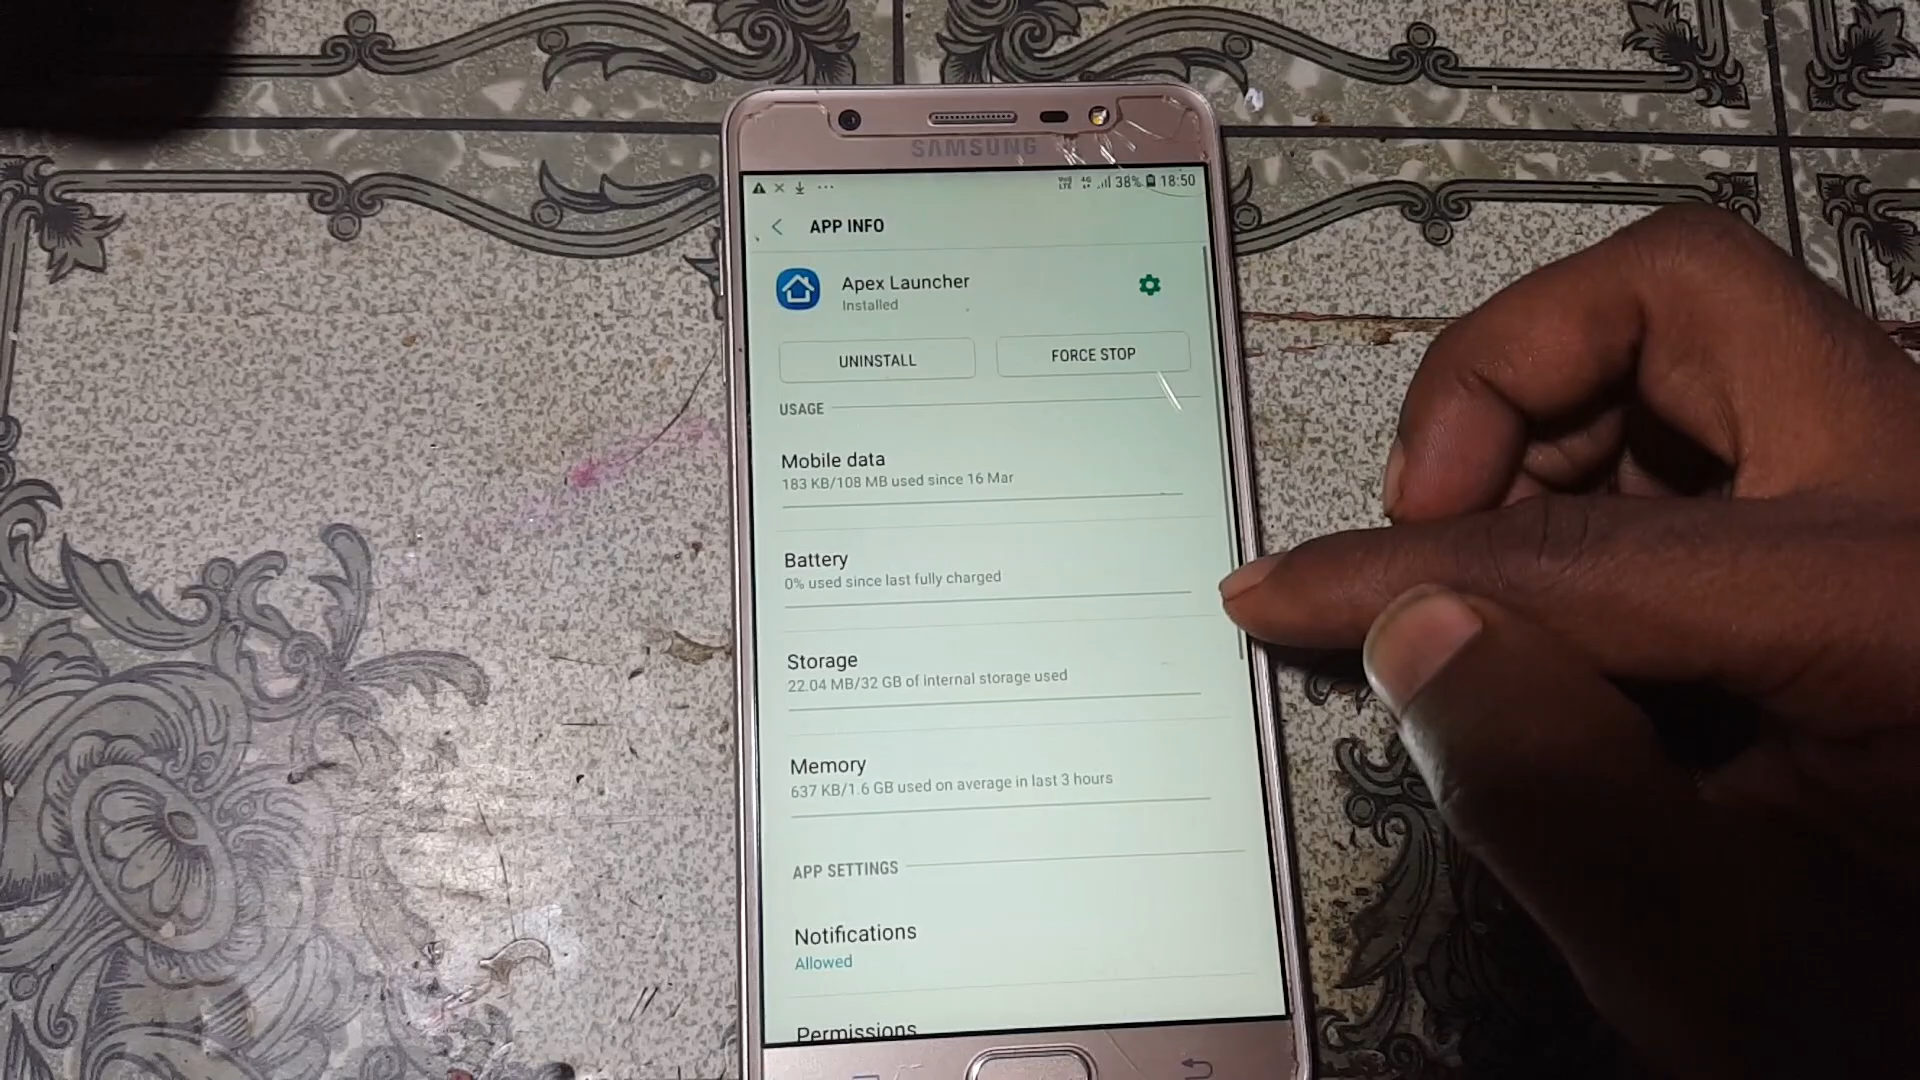 SAMSUNG
VoLTE 4G 38% 18:50
APP INFO
Apex Launcher
Installed
UNINSTALL
FORCE STOP
USAGE
Mobile data
183 KB/108 MB used since 16 Mar
Battery
0% used since last fully charged
Storage
22.04 MB/32 GB of Internal storage used
Memory
637 KB/1.6 GB used on average in last 3 hours
APP SETTINGS
Notifications
Allowed
Permissions